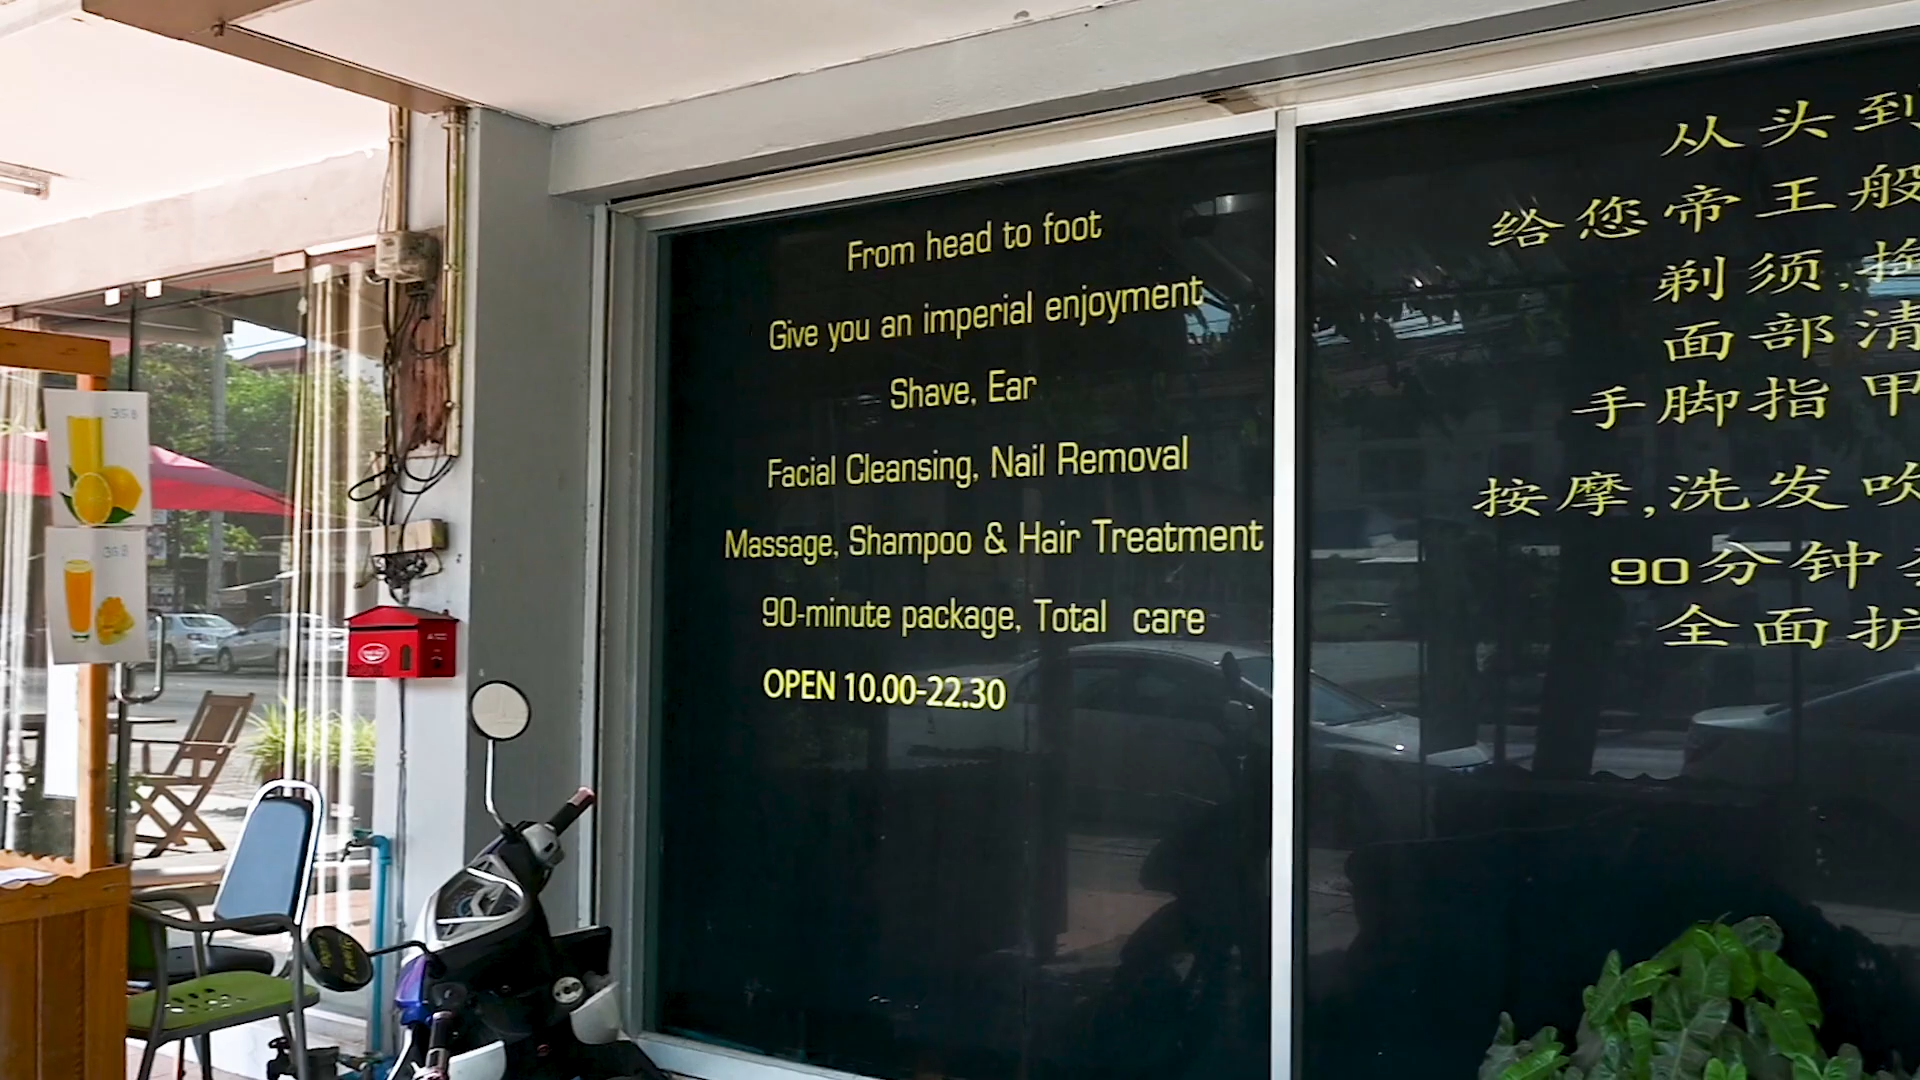 From head to foot
Give you an imperial enjoyment
Shave, Ear
Facial Cleansing, Nail Removal
Massage, Shampoo & Hair Treatment
90-minute package, Total care
OPEN 10.00-22.30
从头到
给您帝王般
剃须,掏
面部清
手脚指甲
按摩,洗发吹
90分钟
全面护
35฿
35฿